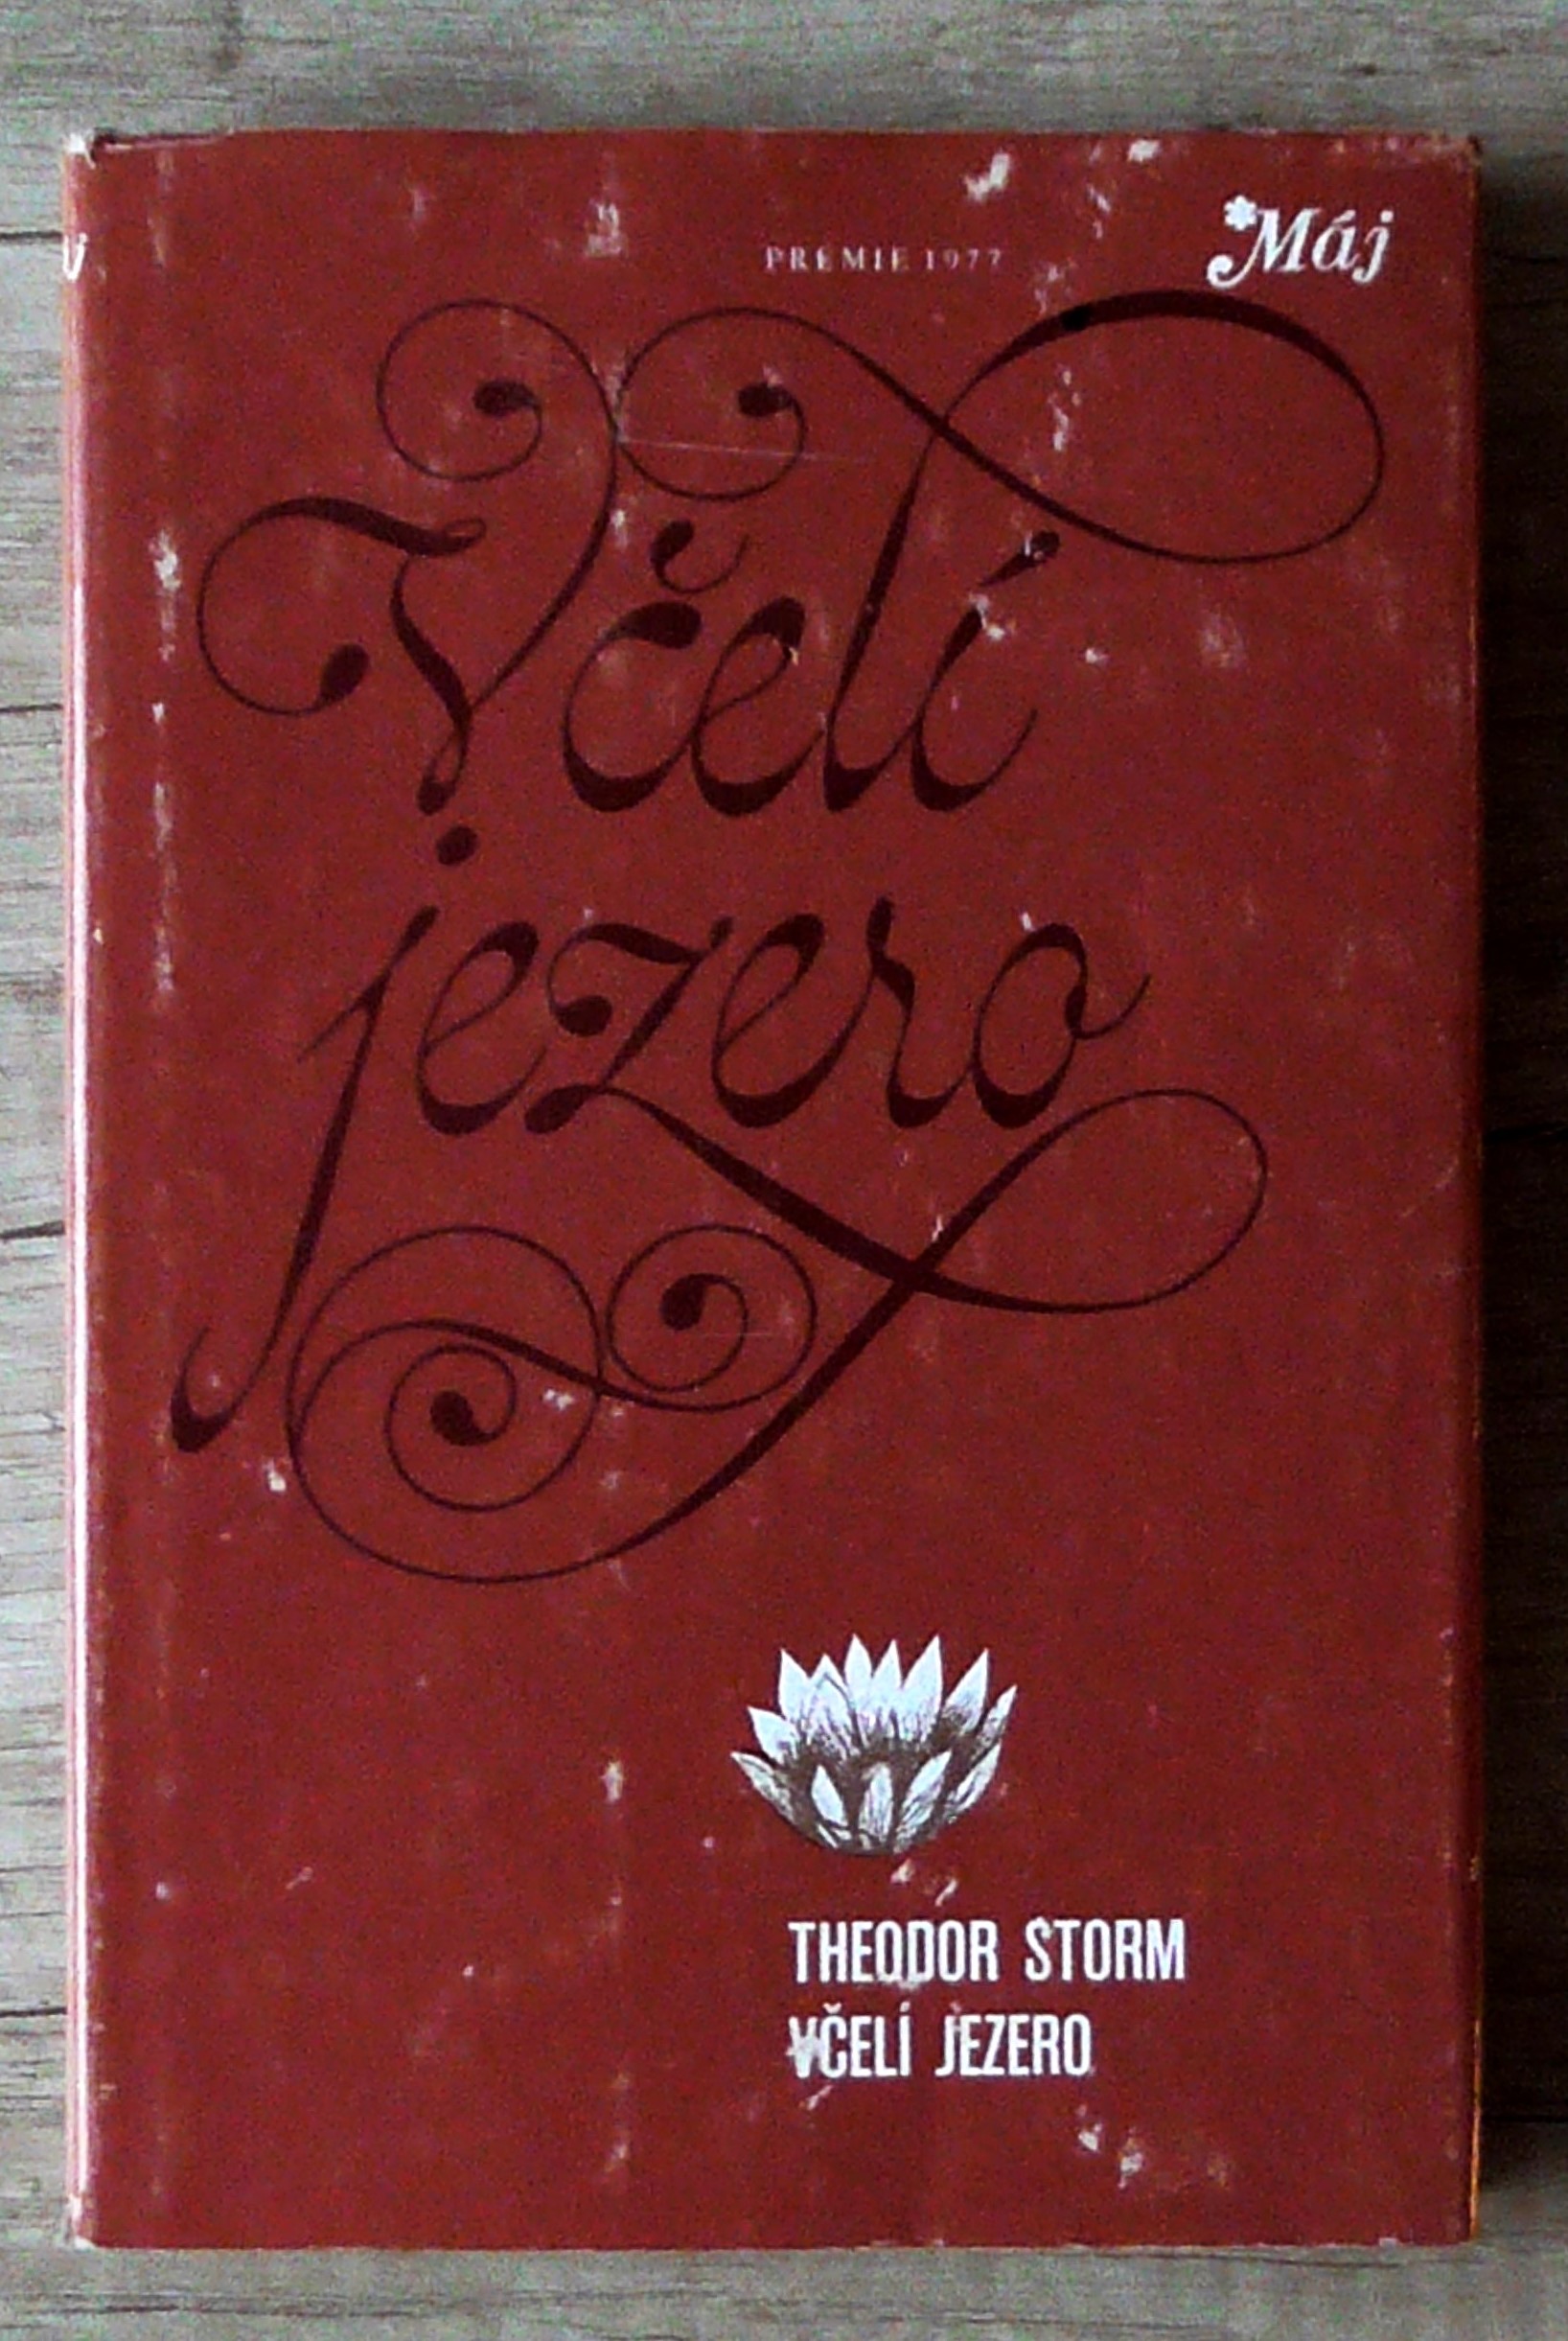 PRÉMIE 1977
Máj
Včelí
jezero
THEODOR STORM
VČELÍ JEZERO